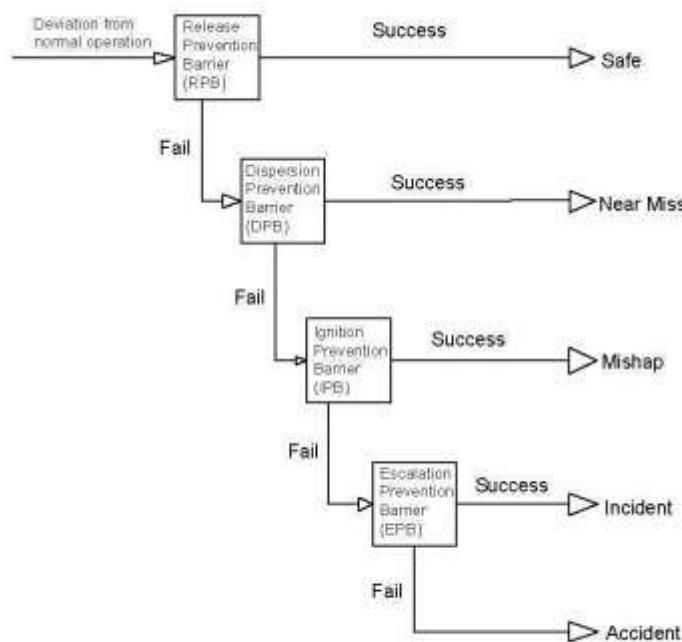 Deviation from
normal operation
Release
Prevention
Barrier
(RPB)
Success
Safe
Fail
Dispersion
Prevention
Barrier
(DPB)
Success
Near Miss
Fail
Ignition
Prevention
Barrier
(IPB)
Success
Mishap
Fail
Escalation
Prevention
Barrier
(EPB)
Success
Incident
Fail
Accident